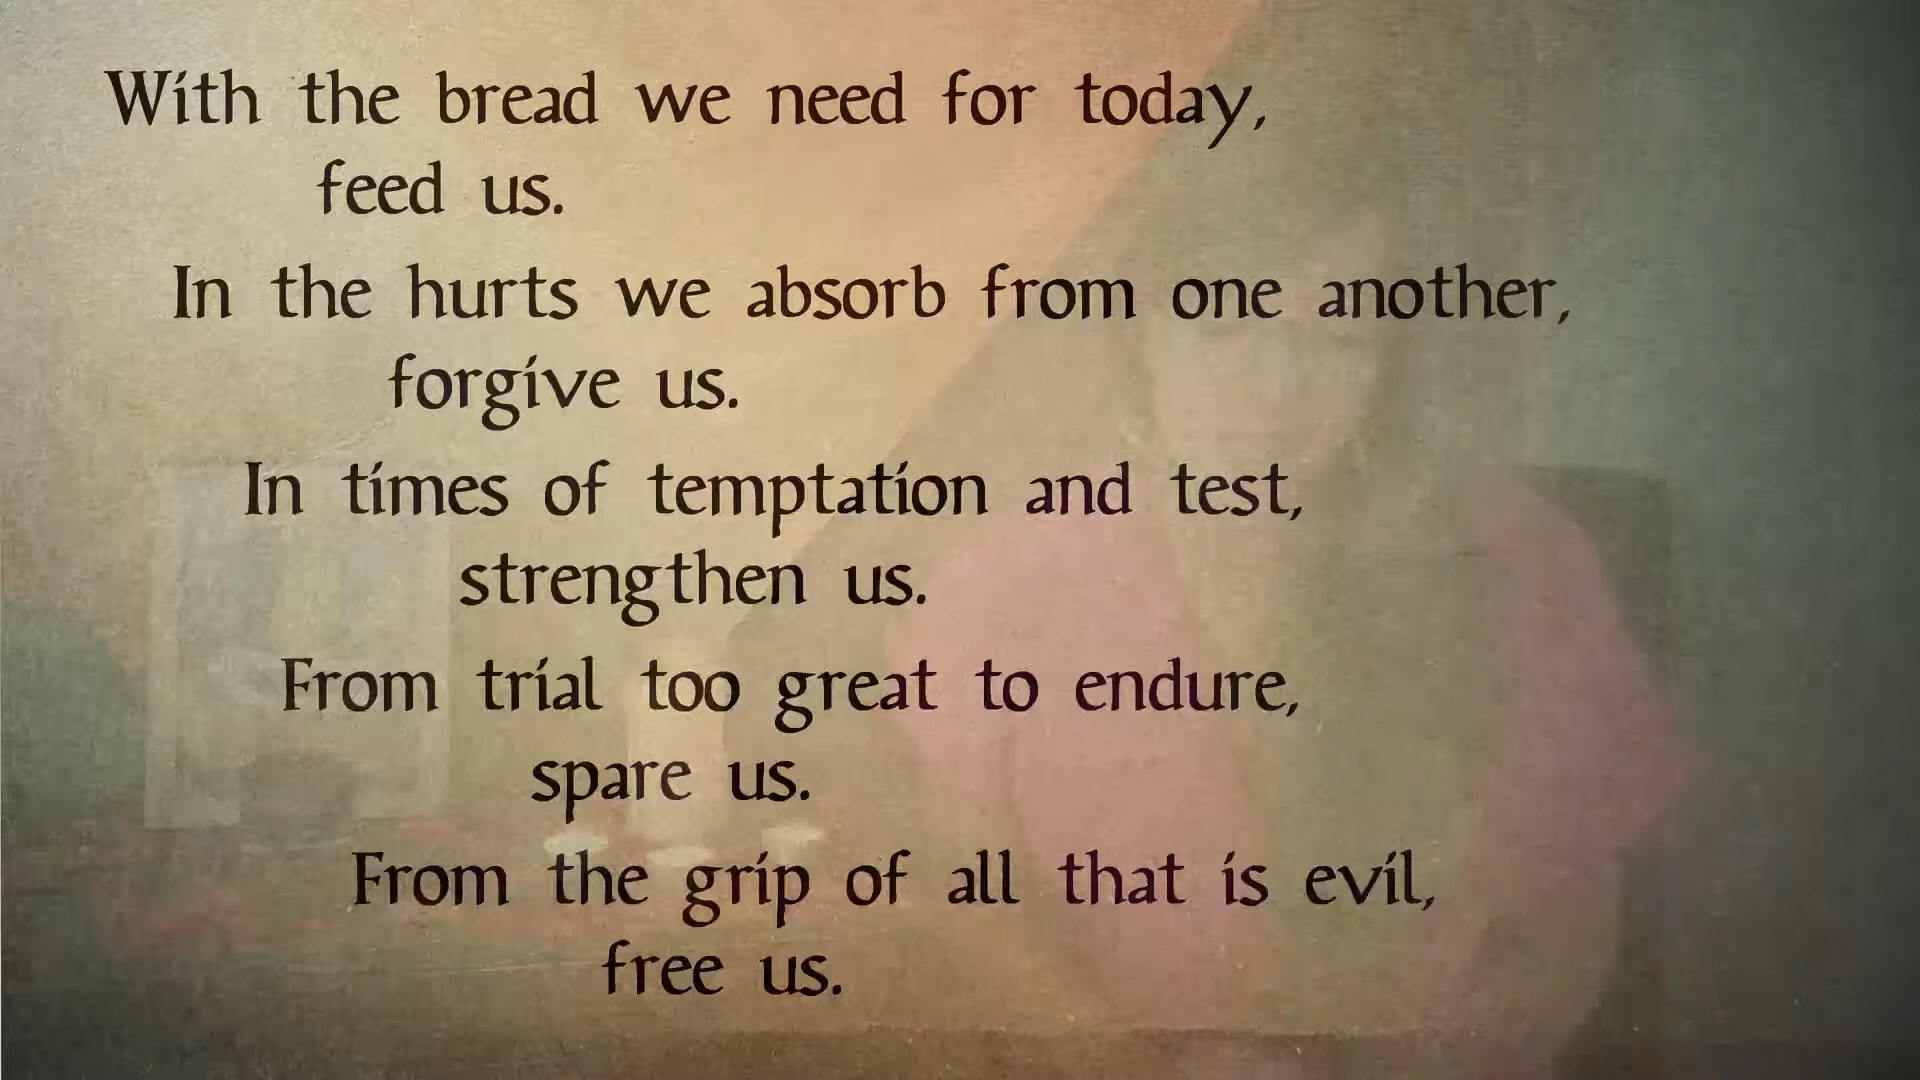 With the bread we need for today,
feed us.
In the hurts we absorb from one another,
forgive us.
In times of temptation and test,
strengthen us.
From trial too great to endure,
spare us.
From the grip of all that is evil,
free us.